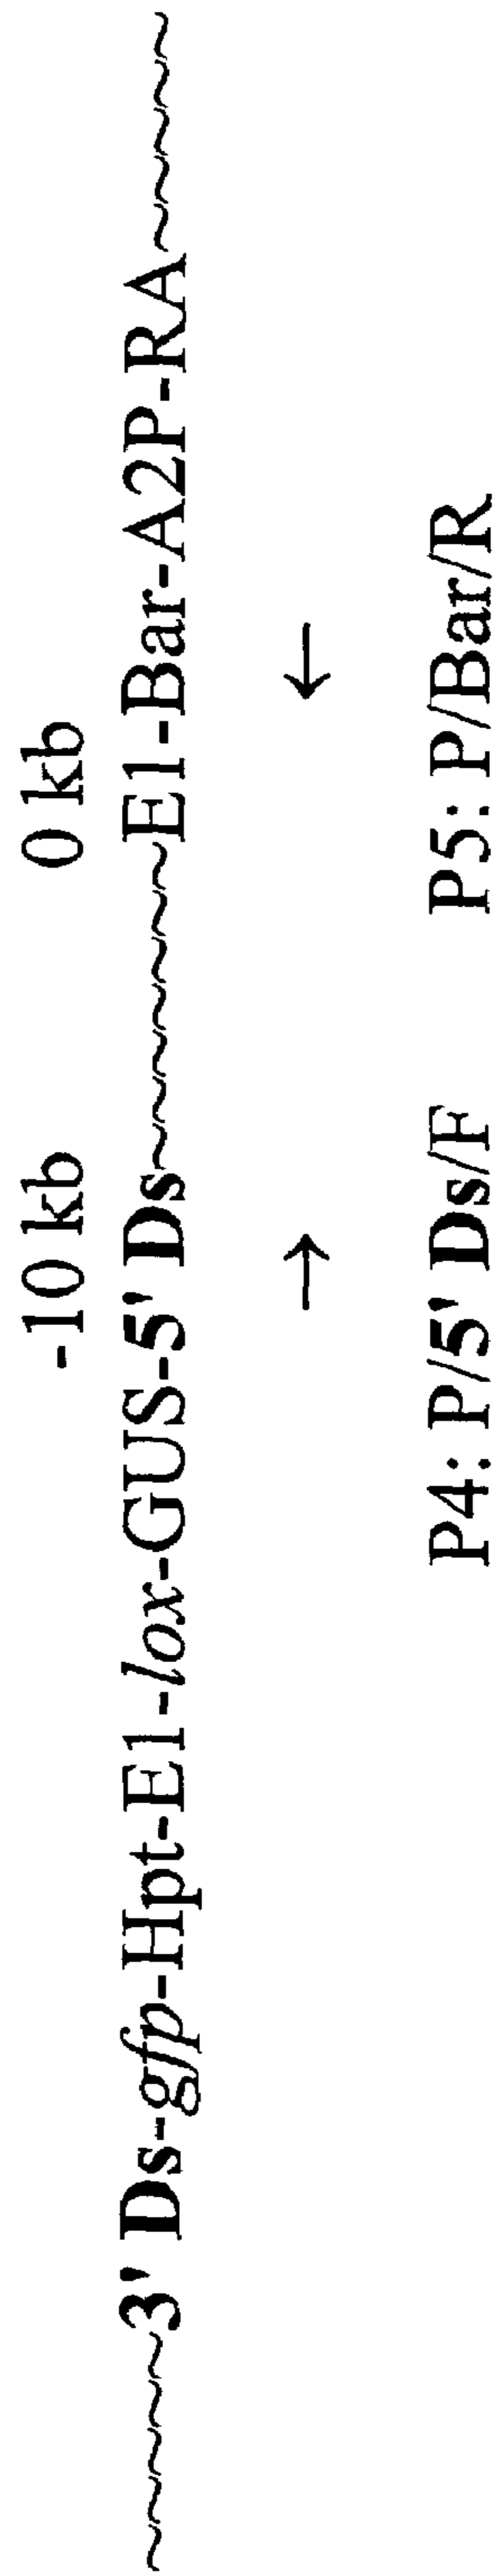 -10 kb 0 kb
~~~~~3' Ds-gfp-Hpt-E1-lox-GUS-5' Ds~~~~~~~E1-Bar-A2P-RA~~~~~
→ ←
P4: P/5' Ds/F P5: P/Bar/R